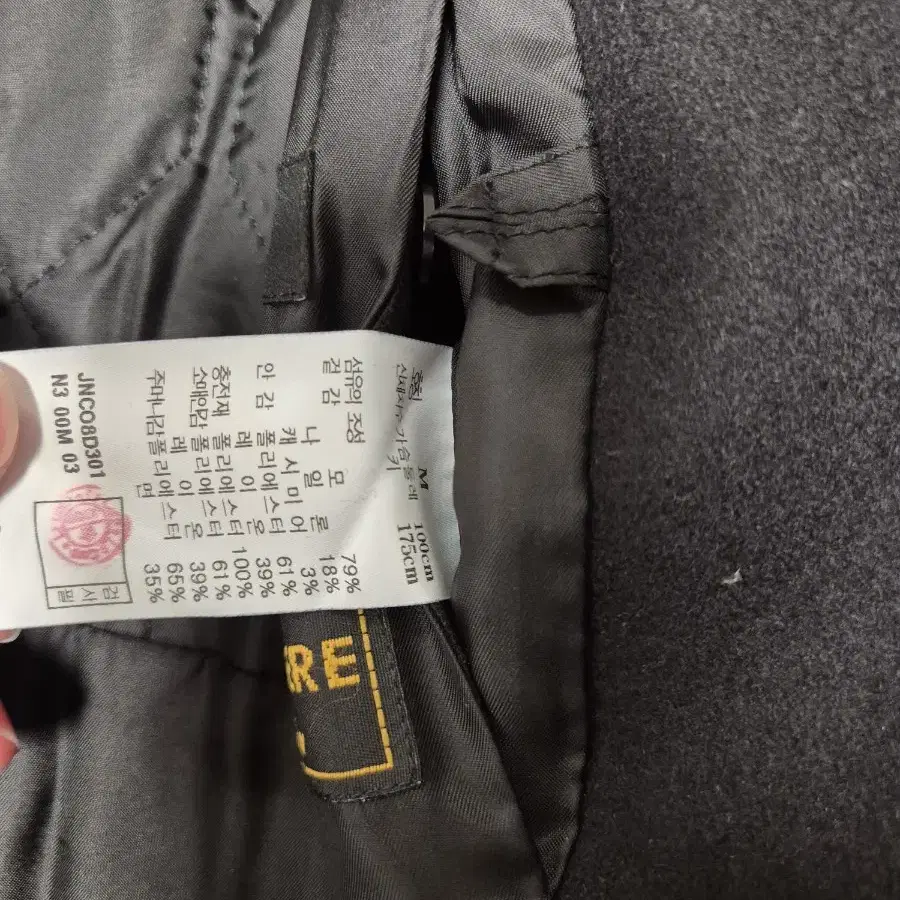 호칭 M
신체치수 가슴둘레 100cm
키 175cm
섬유의 조성
겉감 모 79%
나일론 18%
캐시미어 3%
안감 폴리에스터 61%
레이온 39%
충전재 폴리에스터 100%
소매안감 폴리에스터 61%
레이온 39%
주머니감 폴리에스터 65%
면 35%
검사필
JNCO8D301
N3 00M 03
RE